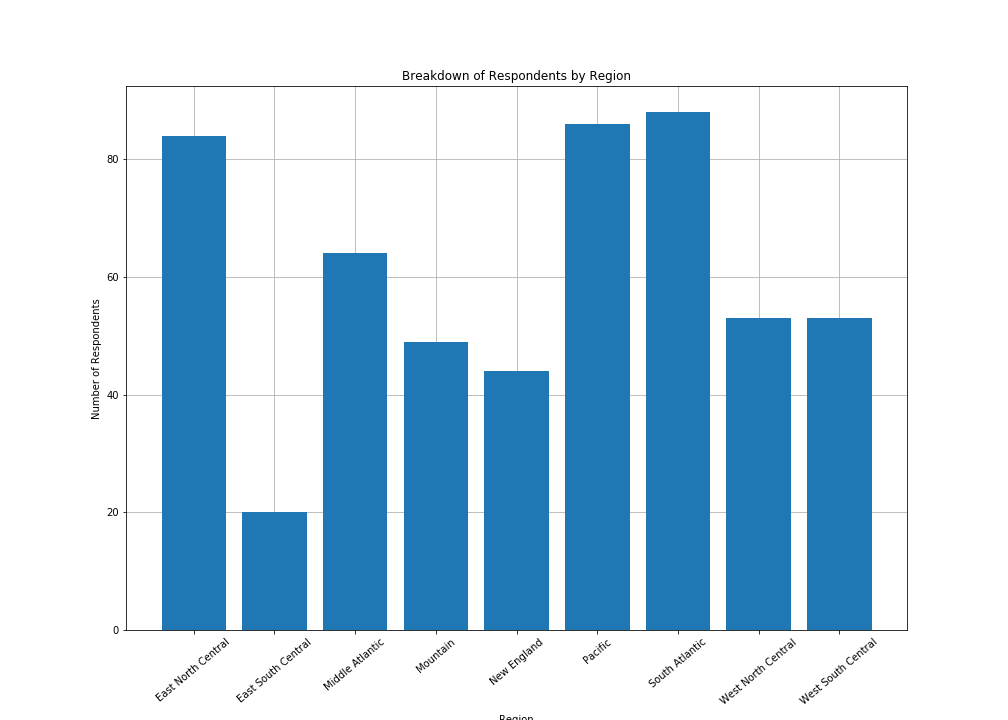 Breakdown of Respondents by Region
Number of Respondents
80
60
40
20
0
East North Central
East South Central
Middle Atlantic
Mountain
New England
Pacific
South Atlantic
West North Central
West South Central
Region